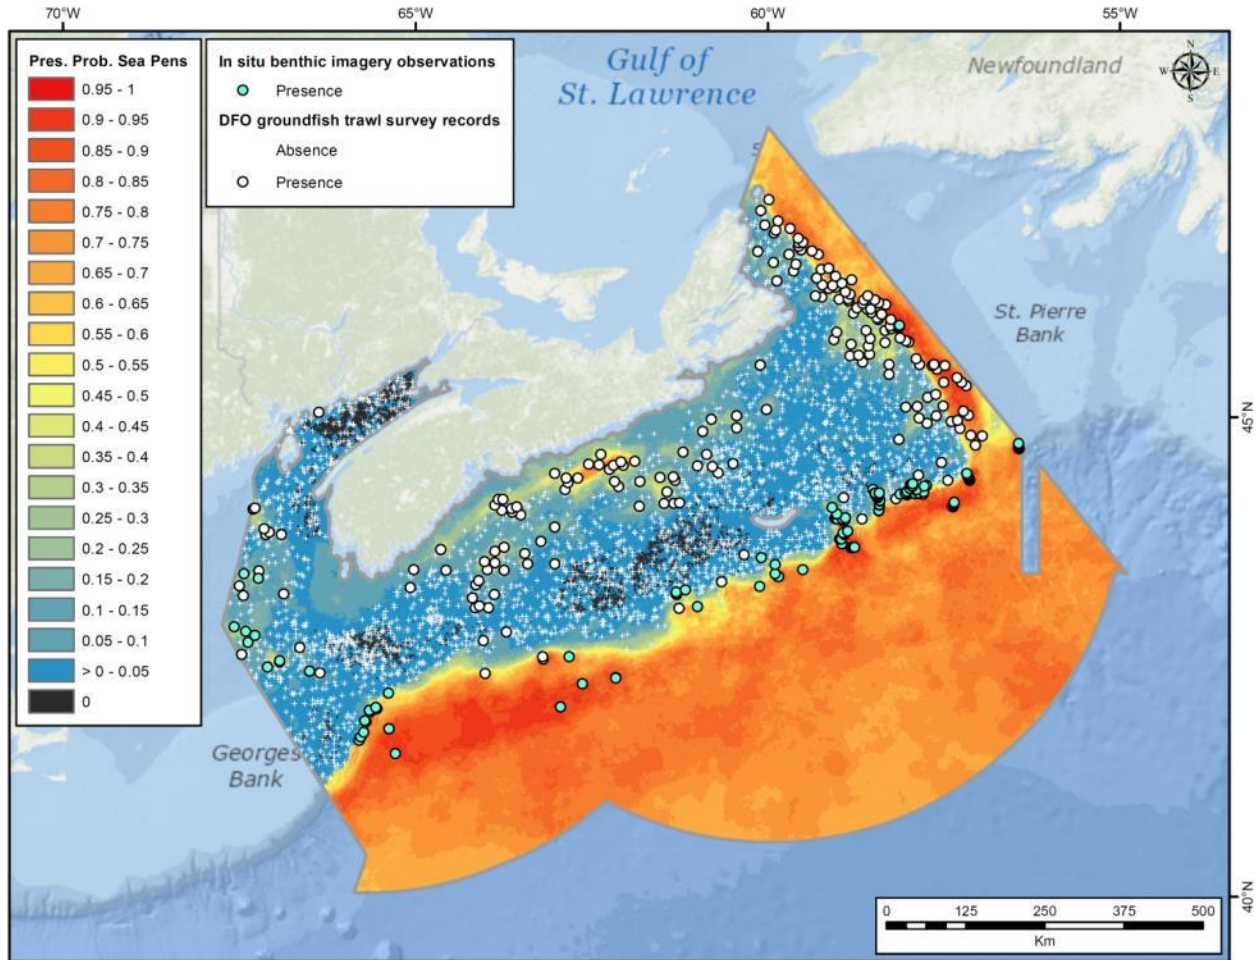 70°W 65°W 60°W 55°W
Pres. Prob. Sea Pens
0.95 - 1
0.9 - 0.95
0.85 - 0.9
0.8 - 0.85
0.75 - 0.8
0.7 - 0.75
0.65 - 0.7
0.6 - 0.65
0.55 - 0.6
0.5 - 0.55
0.45 - 0.5
0.4 - 0.45
0.35 - 0.4
0.3 - 0.35
0.25 - 0.3
0.2 - 0.25
0.15 - 0.2
0.1 - 0.15
0.05 - 0.1
> 0 - 0.05
0
In situ benthic imagery observations
Presence
DFO groundfish trawl survey records
Absence
Presence
Gulf of
St. Lawrence
Newfoundland
N
W E
S
St. Pierre
Bank
45°N
Georges
Bank
40°N
0 125 250 375 500
Km